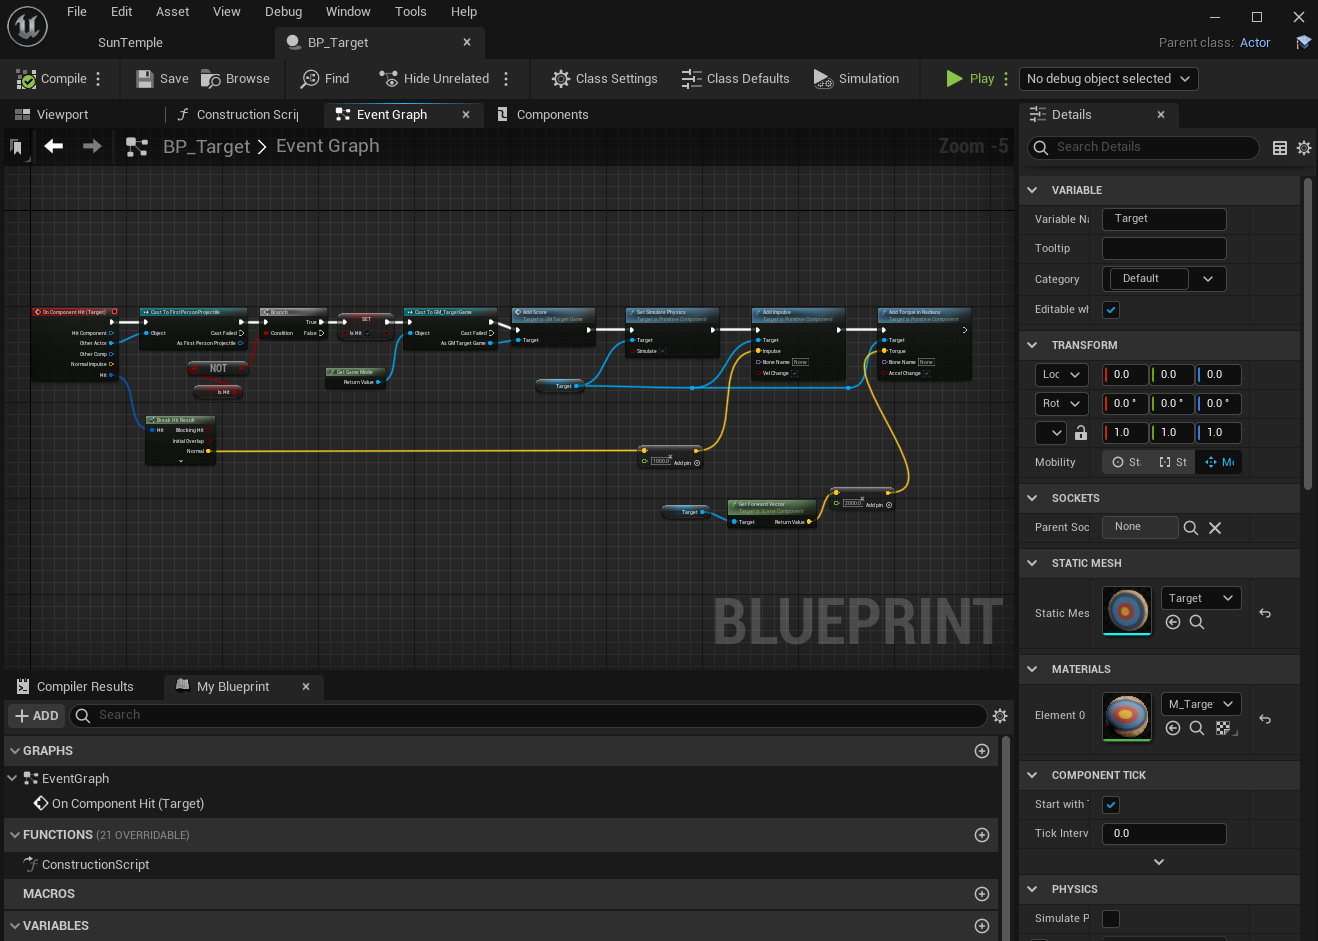 File Edit Asset View Debug Window Tools Help
SunTemple
BP_Target
Parent class: Actor
Compile
Save
Browse
Find
Hide Unrelated
Class Settings
Class Defaults
Simulation
Play
No debug object selected
Viewport
Construction Scrip
Event Graph
Components
Details
BP_Target > Event Graph
Zoom -5
Search Details
VARIABLE
Variable Na
Target
Tooltip
Category
Default
Editable wh
TRANSFORM
Loc
0.0 0.0 0.0
Rot
0.0 ° 0.0 ° 0.0 °
1.0 1.0 1.0
Mobility
St
St
Mo
SOCKETS
Parent Soc
None
STATIC MESH
Static Mes
Target
MATERIALS
Element 0
M_Targe
COMPONENT TICK
Start with T
Tick Interv
0.0
PHYSICS
Simulate P
On Component Hit (Target)
Hit Component
Other Actor
Other Comp
Normal Impulse
Hit
Cast To FirstPersonProjectile
Object
Cast Failed
As First Person Projectile
NOT
Is Hit
Break Hit Result
Hit
Blocking Hit
Initial Overlap
Normal
Branch
True
Condition
False
SET
Is Hit
Get Game Mode
Return Value
Cast To GM_TargetGame
Object
Cast Failed
As GM Target Game
Add Score
Target is GM Target Game
Target
Target
Set Simulate Physics
Target is Primitive Component
Target
Simulate
Add Impulse
Target is Primitive Component
Target
Impulse
Bone Name None
Vel Change
Add Torque in Radians
Target is Primitive Component
Target
Torque
Bone Name None
Accel Change
1000.0
Add pin
Target
Get Forward Vector
Target is Scene Component
Target
Return Value
2000.0
Add pin
BLUEPRINT
Compiler Results
My Blueprint
ADD
Search
GRAPHS
EventGraph
On Component Hit (Target)
FUNCTIONS (21 OVERRIDABLE)
ConstructionScript
MACROS
VARIABLES